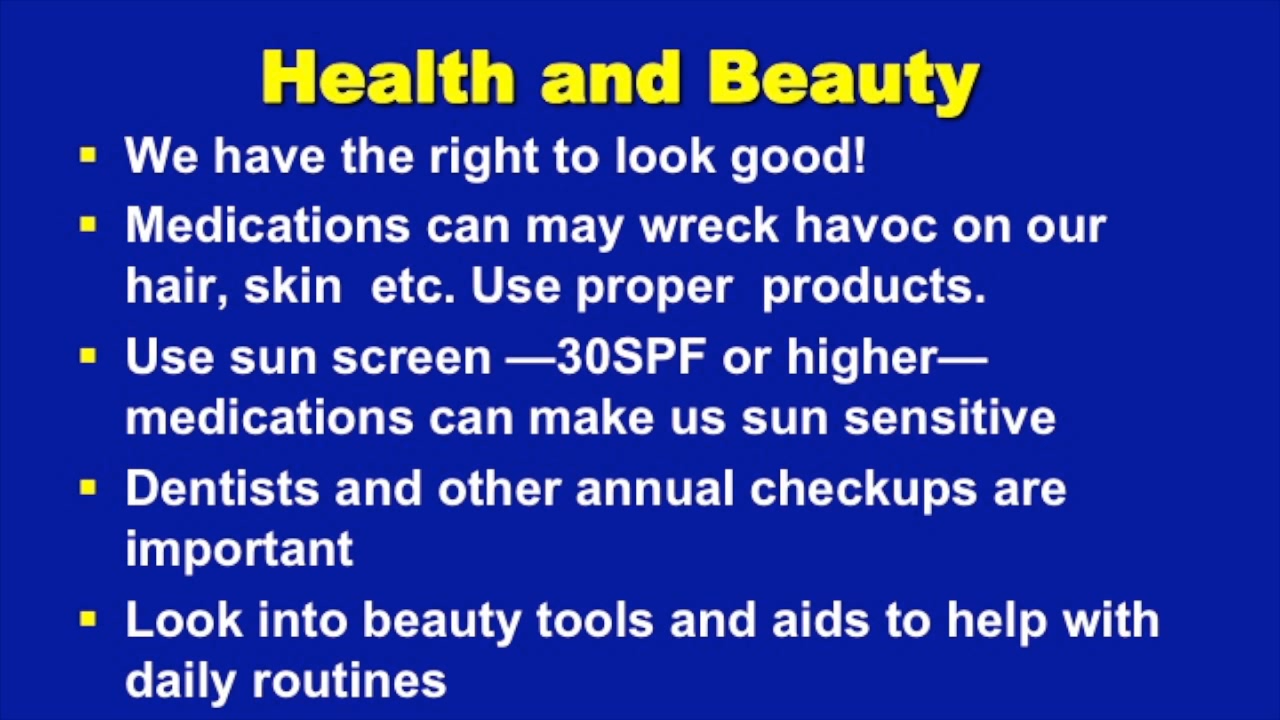 Health and Beauty
▪ We have the right to look good!
▪ Medications can may wreck havoc on our
hair, skin  etc. Use proper  products.
▪ Use sun screen —30SPF or higher—
medications can make us sun sensitive
▪ Dentists and other annual checkups are
important
▪ Look into beauty tools and aids to help with
daily routines